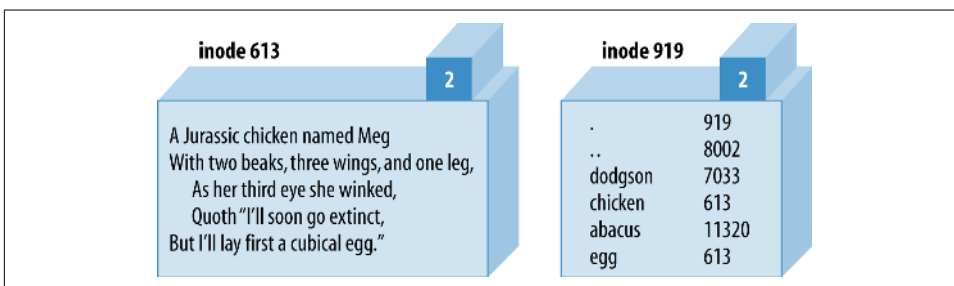 inode 613
2
A Jurassic chicken named Meg
With two beaks, three wings, and one leg,
As her third eye she winked,
Quoth “I’ll soon go extinct,
But I’ll lay first a cubical egg.”
inode 919
2
. 919
.. 8002
dodgson 7033
chicken 613
abacus 11320
egg 613